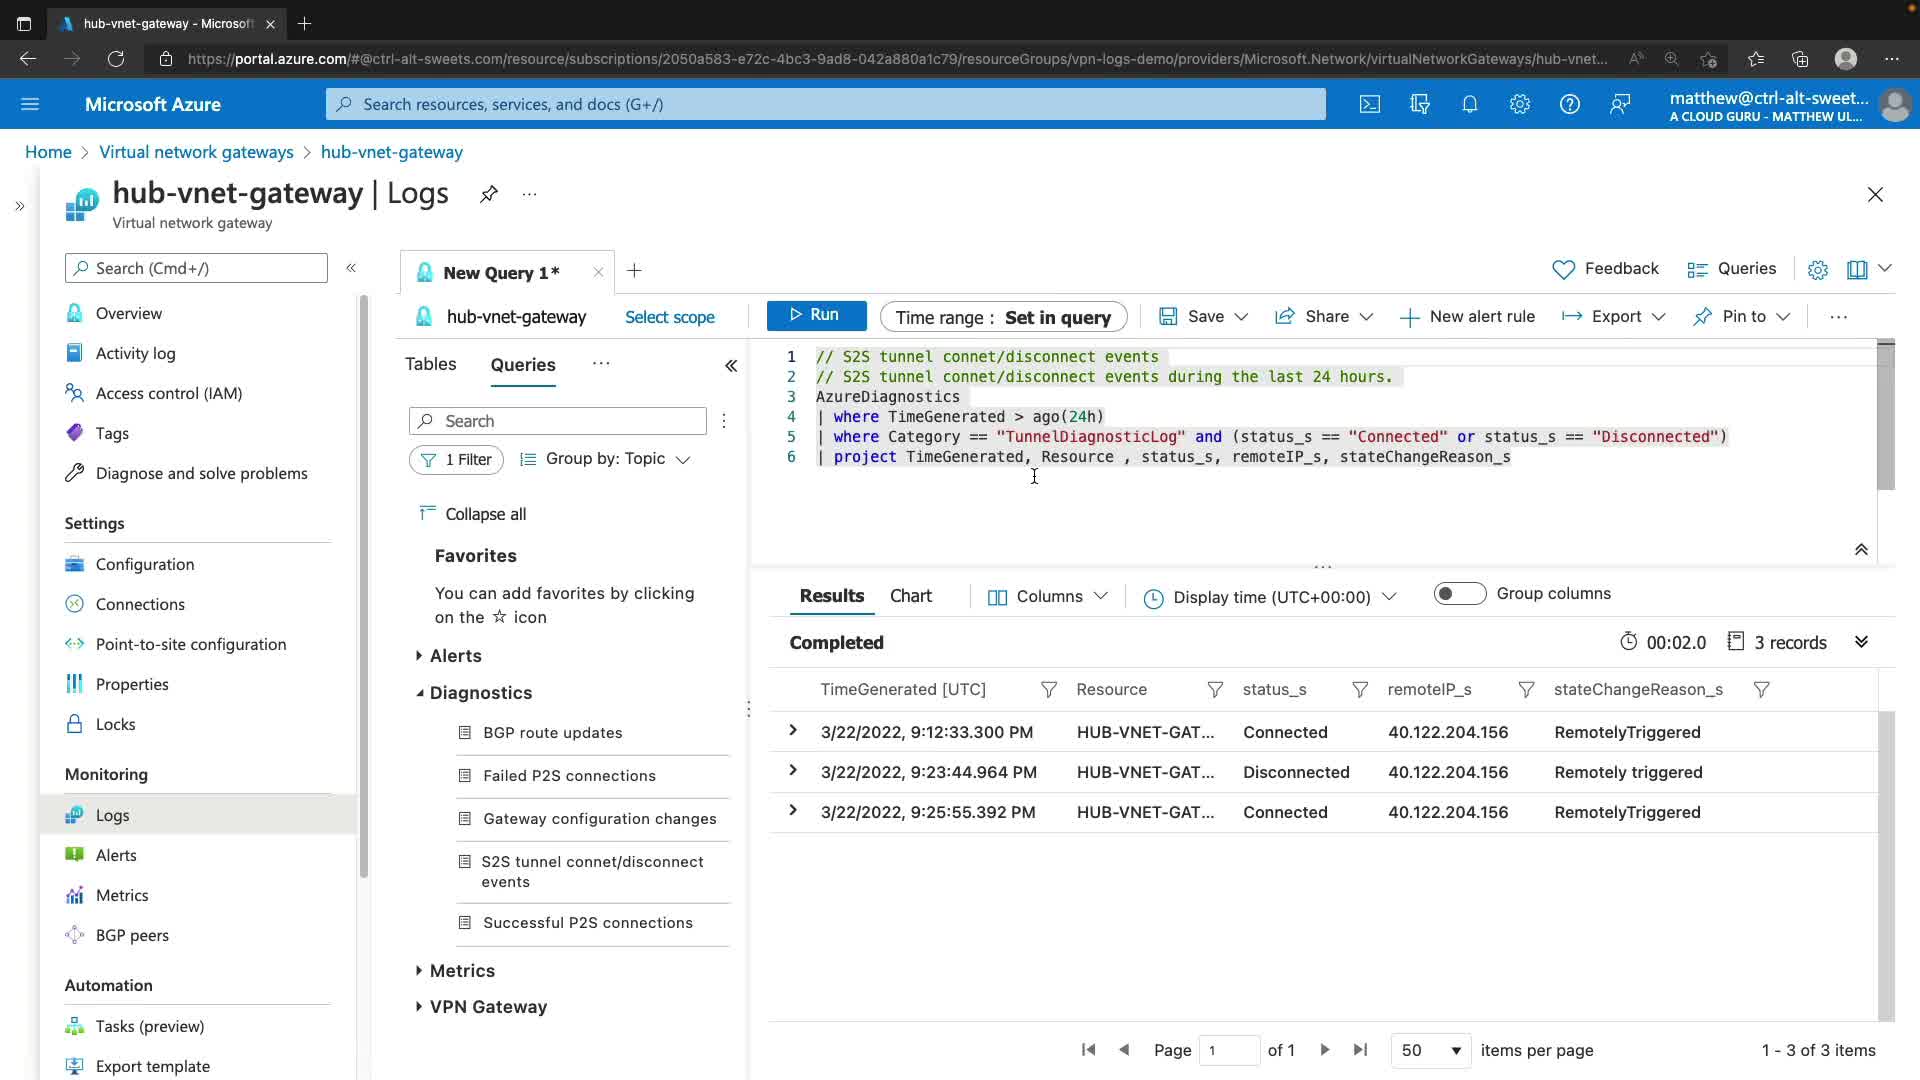 hub-vnet-gateway - Microsoft
https://portal.azure.com/#@ctrl-alt-sweets.com/resource/subscriptions/2050a583-e72c-4bc3-9ad8-042a880a1c79/resourceGroups/vpn-logs-demo/providers/Microsoft.Network/virtualNetworkGateways/hub-vnet...
Microsoft Azure
Search resources, services, and docs (G+/)
matthew@ctrl-alt-sweet...
A CLOUD GURU - MATTHEW UL...
Home > Virtual network gateways > hub-vnet-gateway
hub-vnet-gateway | Logs
Virtual network gateway
Search (Cmd+/)
Overview
Activity log
Access control (IAM)
Tags
Diagnose and solve problems
Settings
Configuration
Connections
Point-to-site configuration
Properties
Locks
Monitoring
Logs
Alerts
Metrics
BGP peers
Automation
Tasks (preview)
Export template
New Query 1*
Feedback
Queries
hub-vnet-gateway
Select scope
Run
Time range : Set in query
Save
Share
New alert rule
Export
Pin to
Tables
Queries
Search
1 Filter
Group by: Topic
Collapse all
Favorites
You can add favorites by clicking
on the ☆ icon
Alerts
Diagnostics
BGP route updates
Failed P2S connections
Gateway configuration changes
S2S tunnel connet/disconnect
events
Successful P2S connections
Metrics
VPN Gateway
1 // S2S tunnel connet/disconnect events
2 // S2S tunnel connet/disconnect events during the last 24 hours.
3 AzureDiagnostics
4 | where TimeGenerated > ago(24h)
5 | where Category == "TunnelDiagnosticLog" and (status_s == "Connected" or status_s == "Disconnected")
6 | project TimeGenerated, Resource , status_s, remoteIP_s, stateChangeReason_s
Results
Chart
Columns
Display time (UTC+00:00)
Group columns
Completed
00:02.0
3 records
TimeGenerated [UTC] Resource status_s remoteIP_s stateChangeReason_s
3/22/2022, 9:12:33.300 PM HUB-VNET-GAT... Connected 40.122.204.156 RemotelyTriggered
3/22/2022, 9:23:44.964 PM HUB-VNET-GAT... Disconnected 40.122.204.156 Remotely triggered
3/22/2022, 9:25:55.392 PM HUB-VNET-GAT... Connected 40.122.204.156 RemotelyTriggered
Page 1 of 1
50 items per page
1 - 3 of 3 items